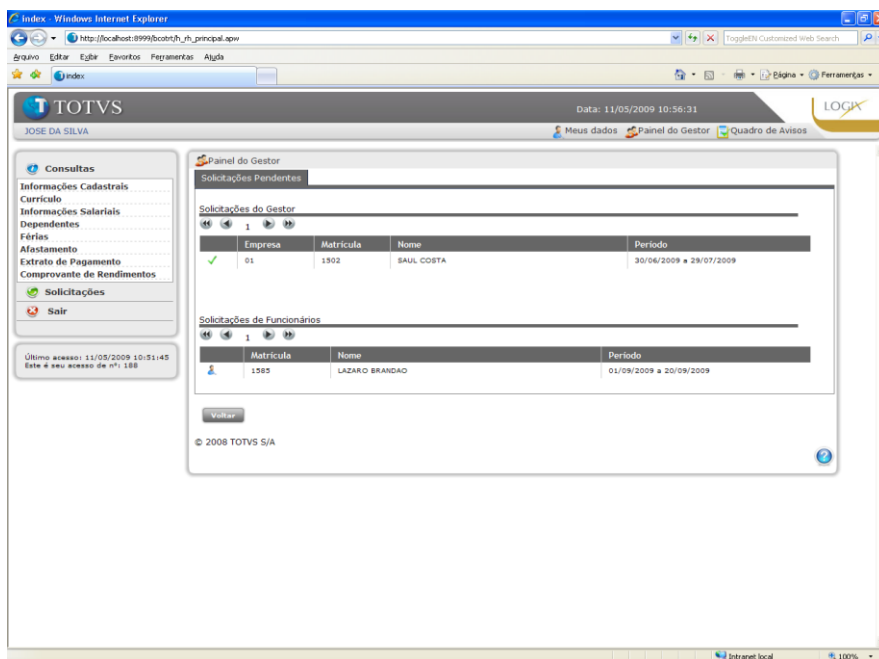 index - Windows Internet Explorer
http://localhost:8999/bcotrt/h_rh_principal.apw
ToggleEN Customized Web Search
Arquivo Editar Exibir Favoritos Ferramentas Ajuda
index
Página Ferramentas
TOTVS
Data: 11/05/2009 10:56:31
LOGIX
JOSE DA SILVA
Meus dados Painel do Gestor Quadro de Avisos
Consultas
Informações Cadastrais
Currículo
Informações Salariais
Dependentes
Férias
Afastamento
Extrato de Pagamento
Comprovante de Rendimentos
Solicitações
Sair
Último acesso: 11/05/2009 10:51:45
Este é seu acesso de nº: 188
Painel do Gestor
Solicitações Pendentes
Solicitações do Gestor
1
Empresa Matrícula Nome Período
01 1502 SAUL COSTA 30/06/2009 a 29/07/2009
Solicitações de Funcionários
1
Matrícula Nome Período
1585 LAZARO BRANDAO 01/09/2009 a 20/09/2009
Voltar
© 2008 TOTVS S/A
Intranet local 100%